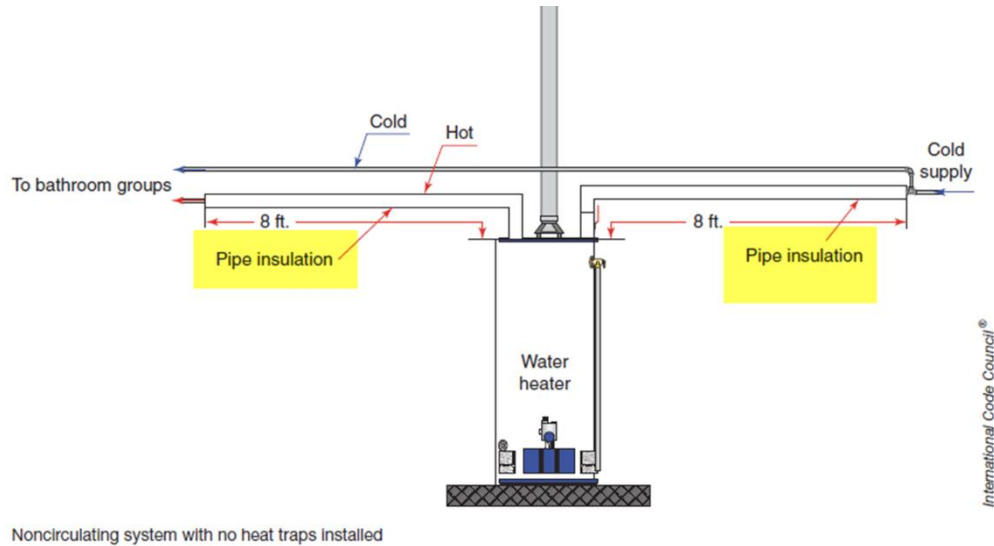 Cold
Hot
Cold
supply
To bathroom groups
8 ft.
8 ft.
Pipe insulation
Pipe insulation
Water
heater
International Code Council®
Noncirculating system with no heat traps installed